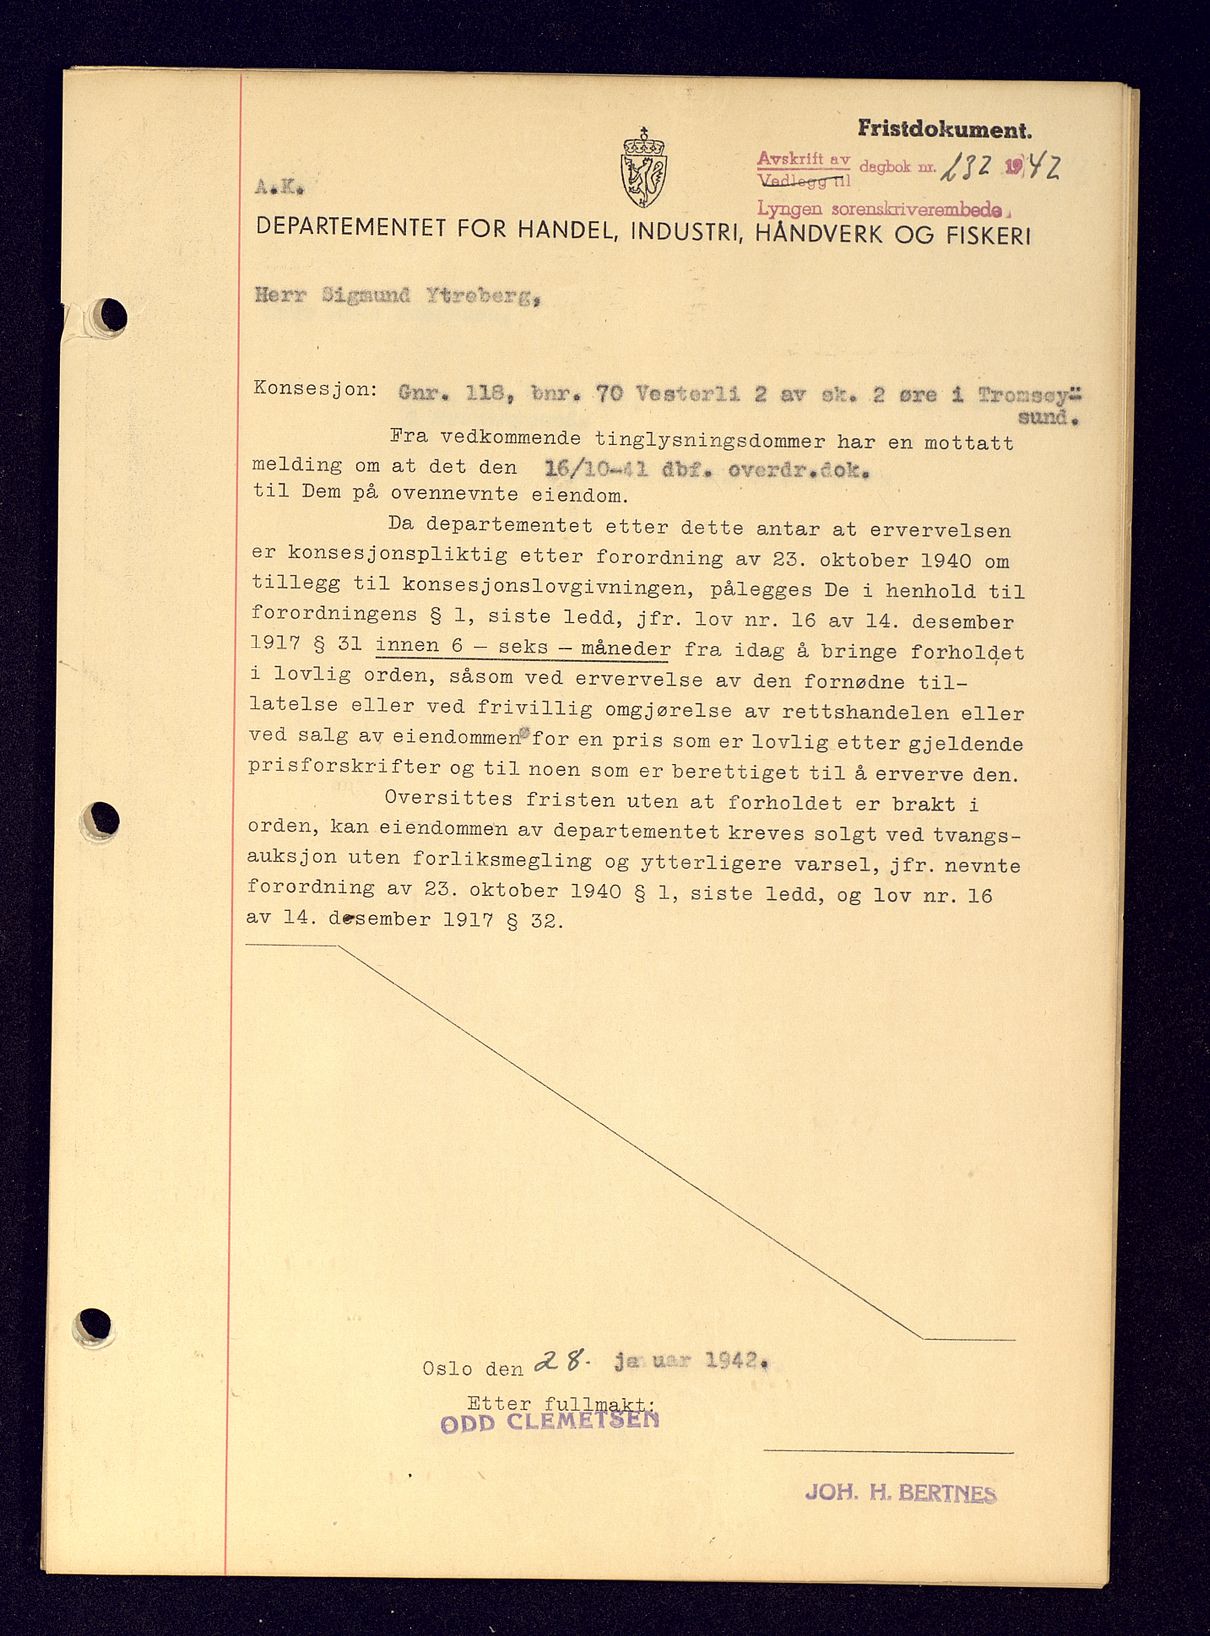 Fristdokument.
Avskrift av
Vedlegg til
dagbok nr. 132 1942
Lyngen sorenskriverembede.
A.K.
DEPARTEMENTET FOR HANDEL, INDUSTRI, HÅNDVERK OG FISKERI
Herr Sigmund Ytreberg,
Konsesjon: Gnr. 118, bnr. 70 Vesterli 2 av sk. 2 øre i Tromsøy=
sund.
Fra vedkommende tinglysningsdommer har en mottatt
melding om at det den 16/10-41 dbf. overdr.dok.
til Dem på ovennevnte eiendom.
Da departementet etter dette antar at ervervelsen
er konsesjonspliktig etter forordning av 23. oktober 1940 om
tillegg til konsesjonslovgivningen, pålegges De i henhold til
forordningens § 1, siste ledd, jfr. lov nr. 16 av 14. desember
1917 § 31 innen 6 - seks - måneder fra idag å bringe forholdet
i lovlig orden, såsom ved ervervelse av den fornødne til-
latelse eller ved frivillig omgjørelse av rettshandelen eller
ved salg av eiendommen for en pris som er lovlig etter gjeldende
prisforskrifter og til noen som er berettiget til å erverve den.
Oversittes fristen uten at forholdet er brakt i
orden, kan eiendommen av departementet kreves solgt ved tvangs-
auksjon uten forliksmegling og ytterligere varsel, jfr. nevnte
forordning av 23. oktober 1940 § 1, siste ledd, og lov nr. 16
av 14. desember 1917 § 32.
Oslo den 28. januar 1942.
Etter fullmakt:
ODD CLEMETSEN
JOH. H. BERTNES